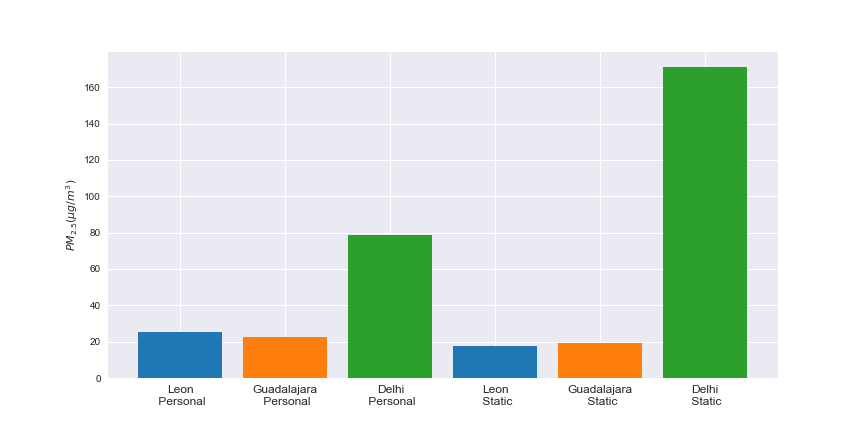 160
140
120
100
80
60
40
20
0
PM2.5(μg/m³)
Leon
Personal
Guadalajara
Personal
Delhi
Personal
Leon
Static
Guadalajara
Static
Delhi
Static